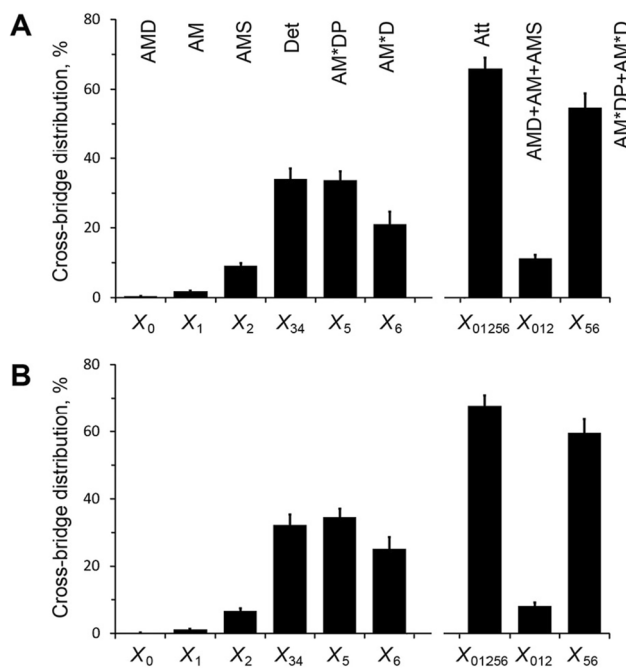 A
AMD AM AMS Det AM*DP AM*D Att AMD+AM+AMS AM*DP+AM*D
Cross-bridge distribution, %
80
60
40
20
0
X0 X1 X2 X34 X5 X6 X01256 X012 X56
B
Cross-bridge distribution, %
80
60
40
20
0
X0 X1 X2 X34 X5 X6 X01256 X012 X56